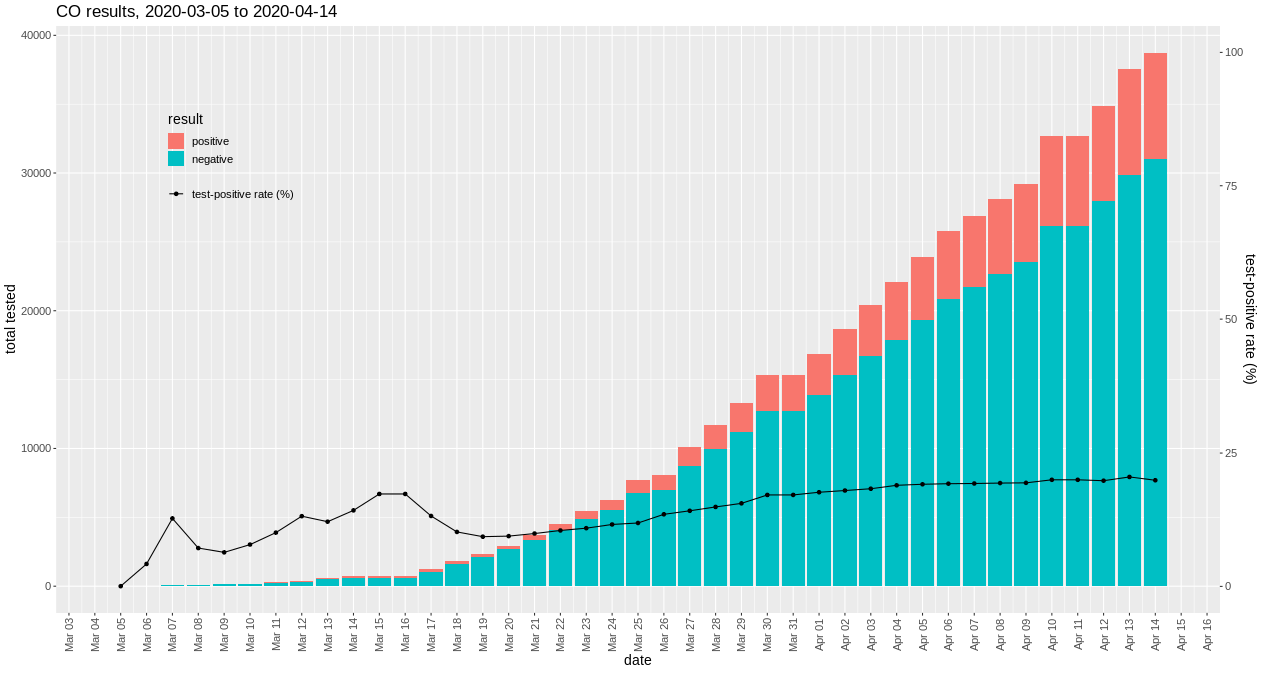 CO results, 2020-03-05 to 2020-04-14
40000
30000
20000
10000
0
total tested
result
positive
negative
test-positive rate (%)
100
75
50
25
0
test-positive rate (%)
Mar 03
Mar 04
Mar 05
Mar 06
Mar 07
Mar 08
Mar 09
Mar 10
Mar 11
Mar 12
Mar 13
Mar 14
Mar 15
Mar 16
Mar 17
Mar 18
Mar 19
Mar 20
Mar 21
Mar 22
Mar 23
Mar 24
Mar 25
Mar 26
Mar 27
Mar 28
Mar 29
Mar 30
Mar 31
Apr 01
Apr 02
Apr 03
Apr 04
Apr 05
Apr 06
Apr 07
Apr 08
Apr 09
Apr 10
Apr 11
Apr 12
Apr 13
Apr 14
Apr 15
Apr 16
date